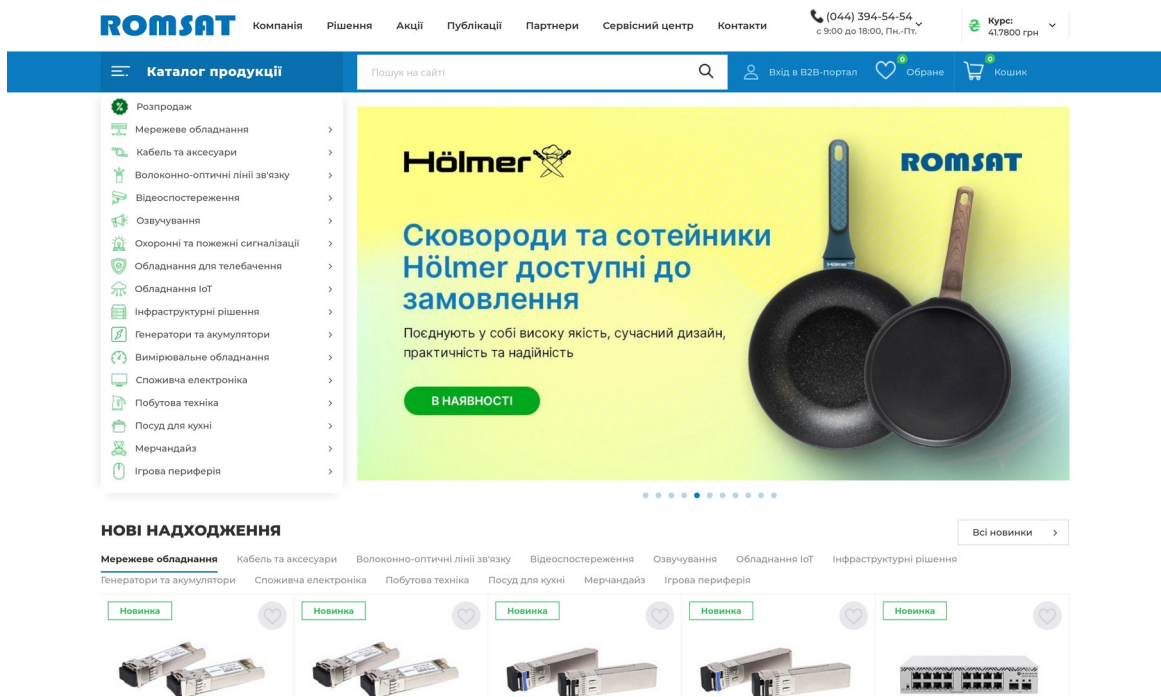 ROMSAT
Компанія
Рішення
Акції
Публікації
Партнери
Сервісний центр
Контакти
(044) 394-54-54
с 9:00 до 18:00, Пн.-Пт.
Курс:
41.7800 грн
Каталог продукції
Пошук на сайті
Вхід в B2B-портал
0
Обране
0
Кошик
Розпродаж
Мережеве обладнання
Кабель та аксесуари
Волоконно-оптичні лінії зв'язку
Відеоспостереження
Озвучування
Охоронні та пожежні сигналізації
Обладнання для телебачення
Обладнання IoT
Інфраструктурні рішення
Генератори та акумулятори
Вимірювальне обладнання
Споживча електроніка
Побутова техніка
Посуд для кухні
Мерчандайз
Ігрова периферія
Hölmer
ROMSAT
Сковороди та сотейники
Hölmer доступні до
замовлення
Поєднують у собі високу якість, сучасний дизайн,
практичність та надійність
В НАЯВНОСТІ
НОВІ НАДХОДЖЕННЯ
Всі новинки
Мережеве обладнання Кабель та аксесуари Волоконно-оптичні лінії зв'язку Відеоспостереження Озвучування Обладнання IoT Інфраструктурні рішення
Генератори та акумулятори Споживча електроніка Побутова техніка Посуд для кухні Мерчандайз Ігрова периферія
Новинка
Новинка
Новинка
Новинка
Новинка